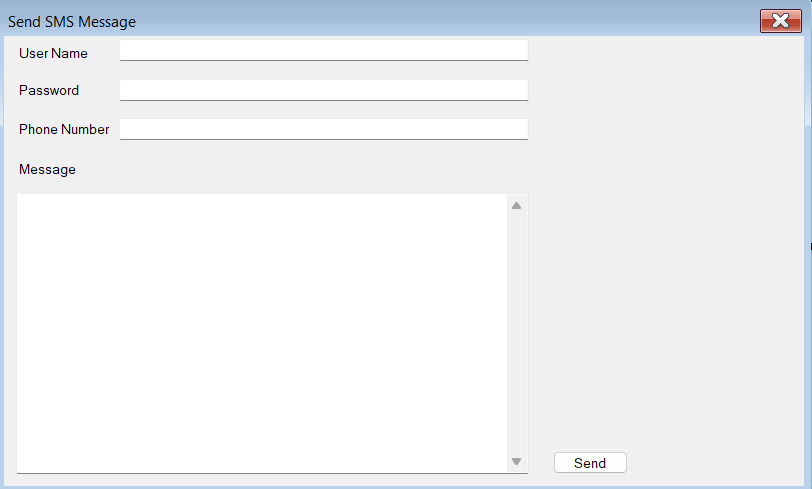 Send SMS Message
User Name
Password
Phone Number
Message
Send